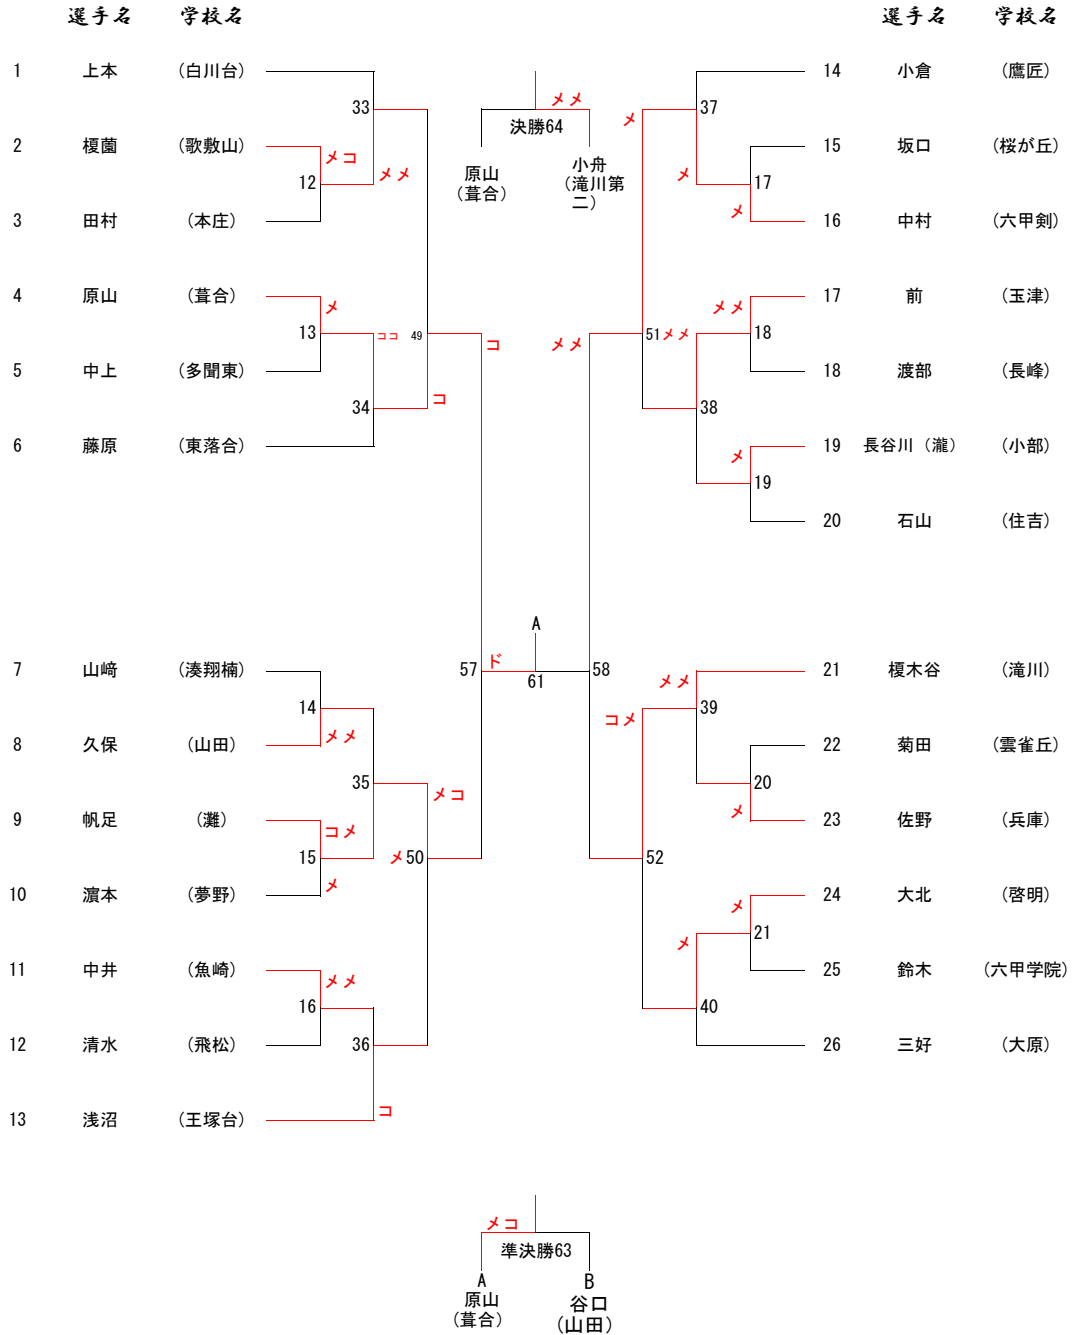 選手名 学校名
1 上本 (白川台)
33
2 榎薗 (歌敷山)
メコ
12
メメ
3 田村 (本庄)
4 原山 (葺合)
メ
13
ココ 49
コ
5 中上 (多聞東)
34
コ
6 藤原 (東落合)
7 山﨑 (湊翔楠)
14
8 久保 (山田)
メメ
35
メコ
9 帆足 (灘)
コメ
15
メ50
10 濵本 (夢野)
メ
11 中井 (魚崎)
メメ
16
12 清水 (飛松)
36
13 浅沼 (王塚台)
コ
メメ
決勝64
原山
(葺合)
小舟
(滝川第
二)
メメ
A
57 ド
61
58
選手名 学校名
14 小倉 (鷹匠)
37
メ
15 坂口 (桜が丘)
メ
17
メ
16 中村 (六甲剣)
17 前 (玉津)
メメ
18
51メメ
18 渡部 (長峰)
38
19 長谷川(瀧) (小部)
メ
19
20 石山 (住吉)
21 榎木谷 (滝川)
メメ
39
コメ
22 菊田 (雲雀丘)
20
メ
23 佐野 (兵庫)
52
24 大北 (啓明)
メ
21
メ
25 鈴木 (六甲学院)
40
26 三好 (大原)
メコ
準決勝63
A
原山
(葺合)
B
谷口
(山田)